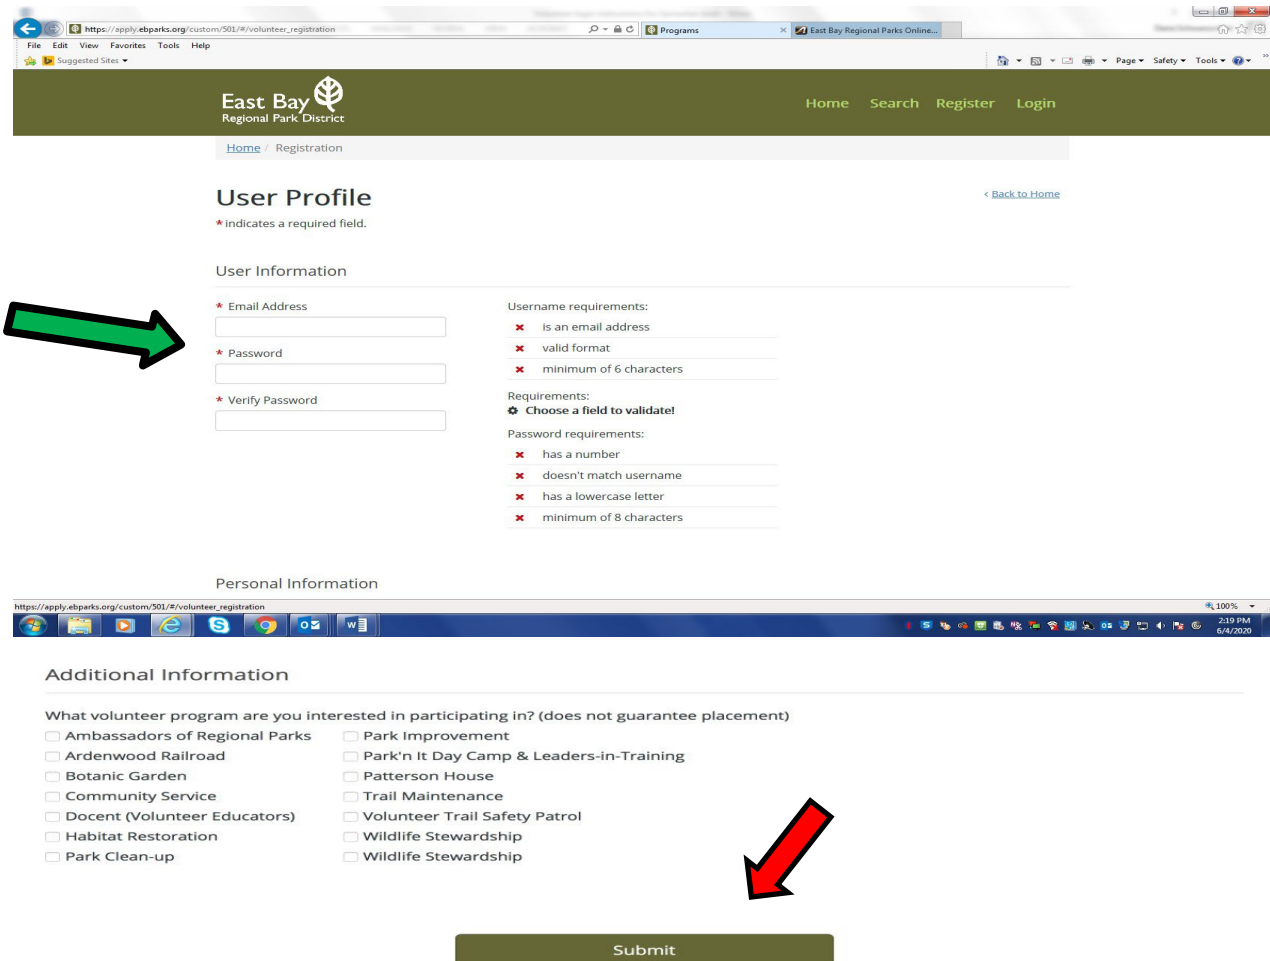 https://apply.ebparks.org/custom/501/#/volunteer_registration
Programs
East Bay Regional Parks Online...
File Edit View Favorites Tools Help
Suggested Sites
Page Safety Tools
East Bay
Regional Park District
Home Search Register Login
Home / Registration
User Profile
< Back to Home
* indicates a required field.
User Information
* Email Address
Username requirements:
is an email address
* Password
valid format
minimum of 6 characters
* Verify Password
Requirements:
Choose a field to validate!
Password requirements:
has a number
doesn't match username
has a lowercase letter
minimum of 8 characters
Personal Information
https://apply.ebparks.org/custom/501/#/volunteer_registration
100%
2:19 PM
6/4/2020
Additional Information
What volunteer program are you interested in participating in? (does not guarantee placement)
Ambassadors of Regional Parks Park Improvement
Ardenwood Railroad Park'n It Day Camp & Leaders-in-Training
Botanic Garden Patterson House
Community Service Trail Maintenance
Docent (Volunteer Educators) Volunteer Trail Safety Patrol
Habitat Restoration Wildlife Stewardship
Park Clean-up Wildlife Stewardship
Submit